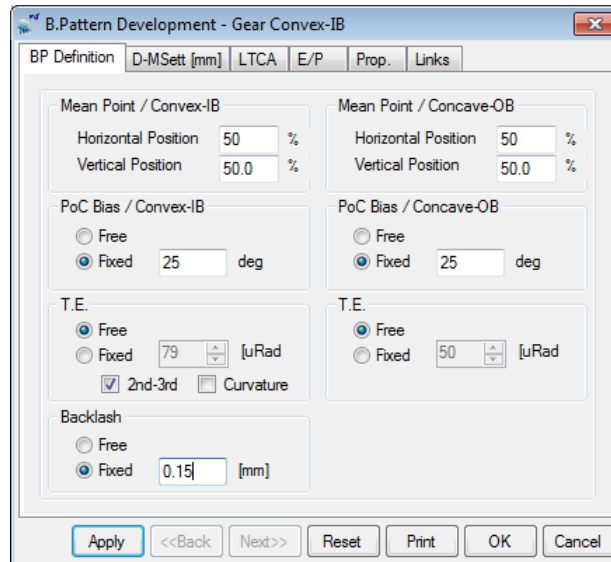 B.Pattern Development - Gear Convex-IB
BP Definition D-MSett [mm] LTCA E/P Prop. Links
Mean Point / Convex-IB
Horizontal Position 50 %
Vertical Position 50.0 %
Mean Point / Concave-OB
Horizontal Position 50 %
Vertical Position 50.0 %
PoC Bias / Convex-IB
Free
Fixed 25 deg
PoC Bias / Concave-OB
Free
Fixed 25 deg
T.E.
Free
Fixed 79 [uRad
2nd-3rd Curvature
T.E.
Free
Fixed 50 [uRad
Backlash
Free
Fixed 0.15 [mm]
Apply <<Back Next>> Reset Print OK Cancel